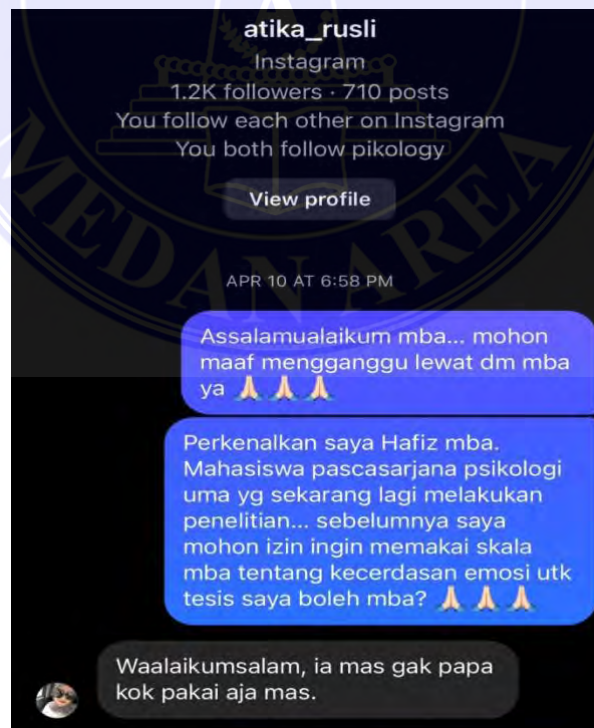 atika_rusli
Instagram
1.2K followers · 710 posts
You follow each other on Instagram
You both follow pikology
View profile
APR 10 AT 6:58 PM
Assalamualaikum mba... mohon
maaf mengganggu lewat dm mba
ya 🙏🏻 🙏🏻 🙏🏻
Perkenalkan saya Hafiz mba.
Mahasiswa pascasarjana psikologi
uma yg sekarang lagi melakukan
penelitian... sebelumnya saya
mohon izin ingin memakai skala
mba tentang kecerdasan emosi utk
tesis saya boleh mba? 🙏🏻 🙏🏻 🙏🏻
Waalaikumsalam, ia mas gak papa
kok pakai aja mas.
MEDAN AREA